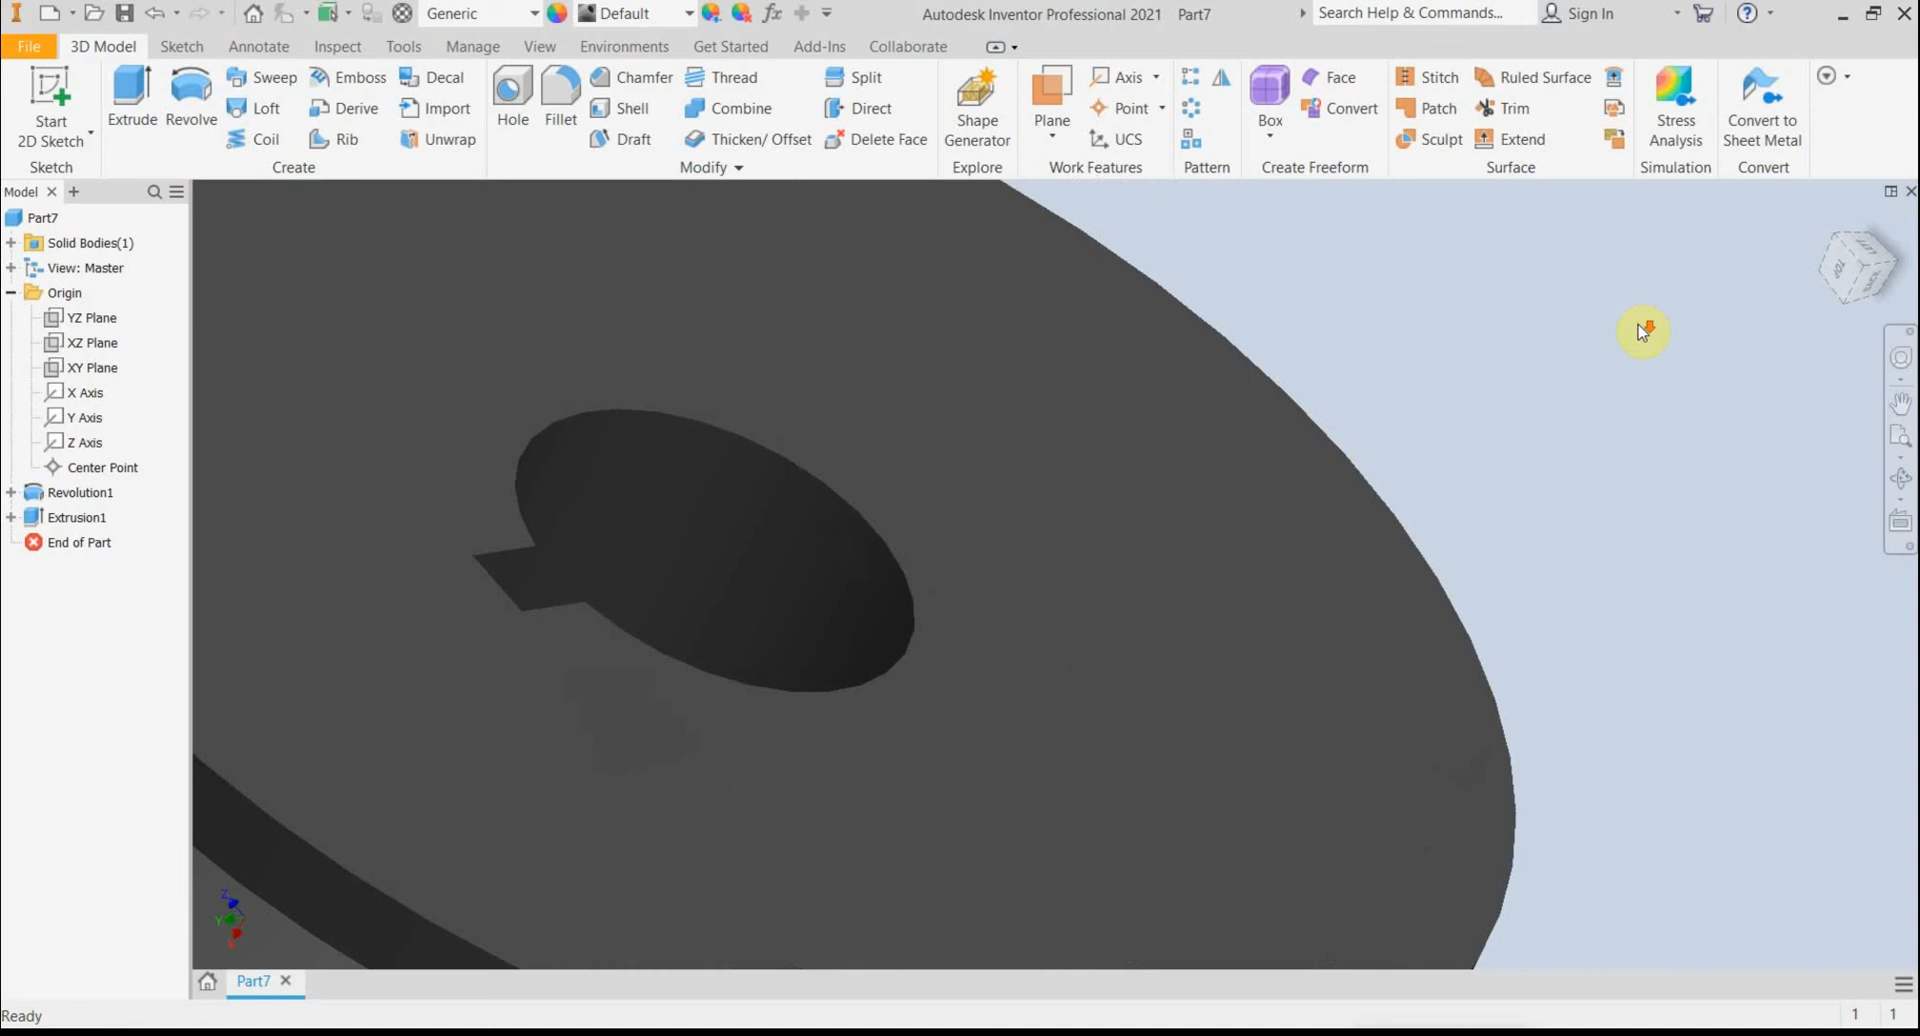 Generic
Default
fx
Autodesk Inventor Professional 2021 Part7
Search Help & Commands...
Sign In
File 3D Model Sketch Annotate Inspect Tools Manage View Environments Get Started Add-Ins Collaborate
Start
2D Sketch
Extrude
Revolve
Sweep Emboss Decal
Loft Derive Import
Coil Rib Unwrap
Hole
Fillet
Chamfer Thread Split
Shell Combine Direct
Draft Thicken/ Offset Delete Face
Shape
Generator
Plane
Axis
Point
UCS
Box
Face
Convert
Stitch Ruled Surface
Patch Trim
Sculpt Extend
Stress
Analysis
Convert to
Sheet Metal
Sketch Create Modify Explore Work Features Pattern Create Freeform Surface Simulation Convert
Model
Part7
Solid Bodies(1)
View: Master
Origin
YZ Plane
XZ Plane
XY Plane
X Axis
Y Axis
Z Axis
Center Point
Revolution1
Extrusion1
End of Part
TOP
Z
Y
X
Part7
Ready
1 1